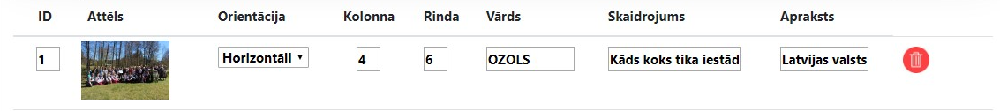 ID Attēls Orientācija Kolonna Rinda Vārds Skaidrojums Apraksts
1 Horizontāli 4 6 OZOLS Kāds koks tika iestād Latvijas valsts